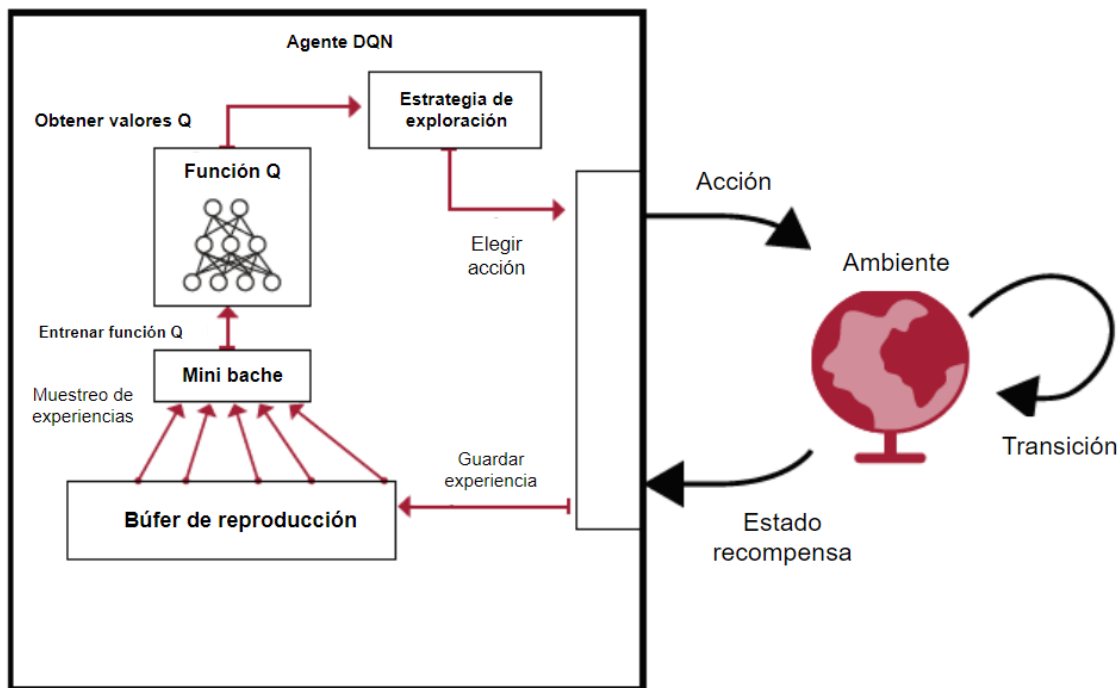 Agente DQN
Estrategia de
exploración
Obtener valores Q
Función Q
Acción
Elegir
acción
Ambiente
Entrenar función Q
Mini bache
Muestreo de
experiencias
Transición
Guardar
experiencia
Búfer de reproducción
Estado
recompensa